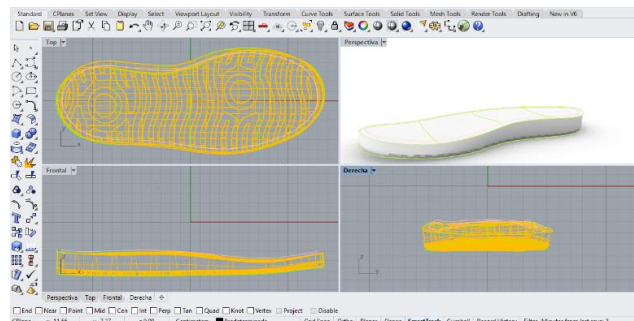 Standard CPlanes Set View Display Select Viewport Layout Visibility Transform Curve Tools Surface Tools Solid Tools Mesh Tools Render Tools Drafting New in V6
Top
Perspectiva
Frontal
Derecha
Perspectiva Top Frontal Derecha
End Near Point Mid Cen Int Perp Tan Quad Knot Vertex Project Disable